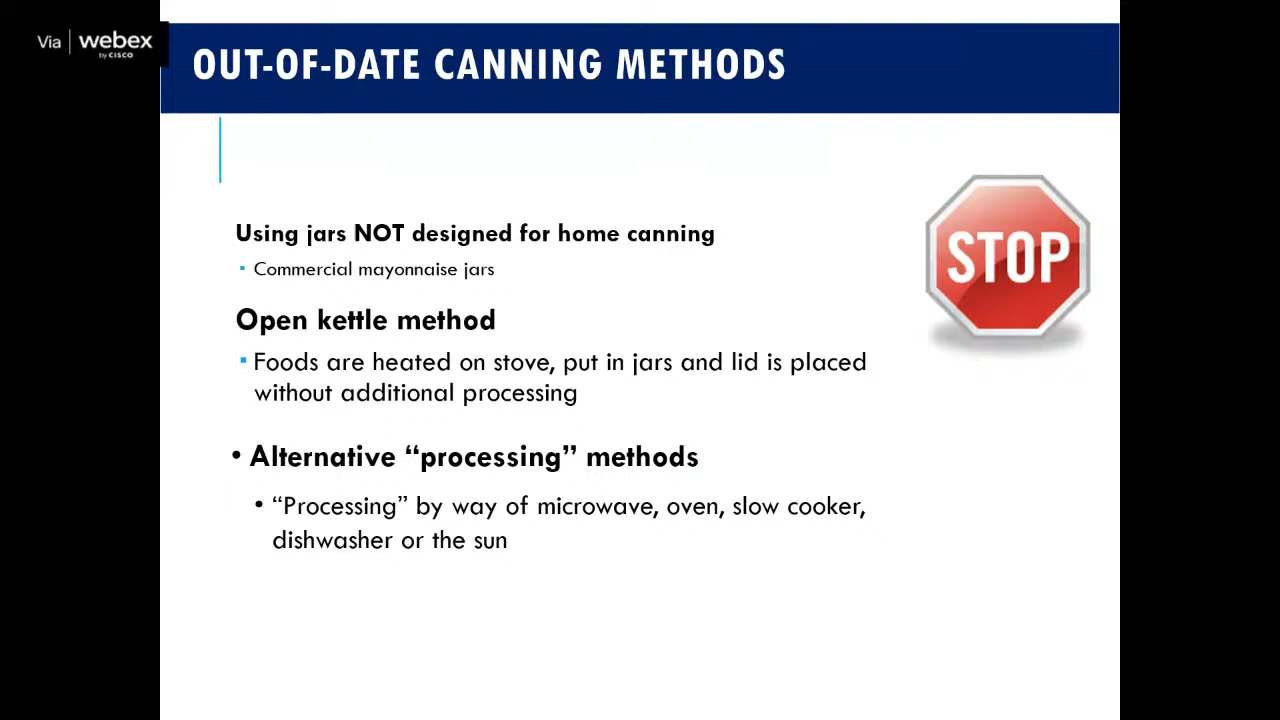 Via webex
by CISCO
OUT-OF-DATE CANNING METHODS
STOP
Using jars NOT designed for home canning
▪ Commercial mayonnaise jars
Open kettle method
▪ Foods are heated on stove, put in jars and lid is placed
without additional processing
• Alternative “processing” methods
• “Processing” by way of microwave, oven, slow cooker,
dishwasher or the sun